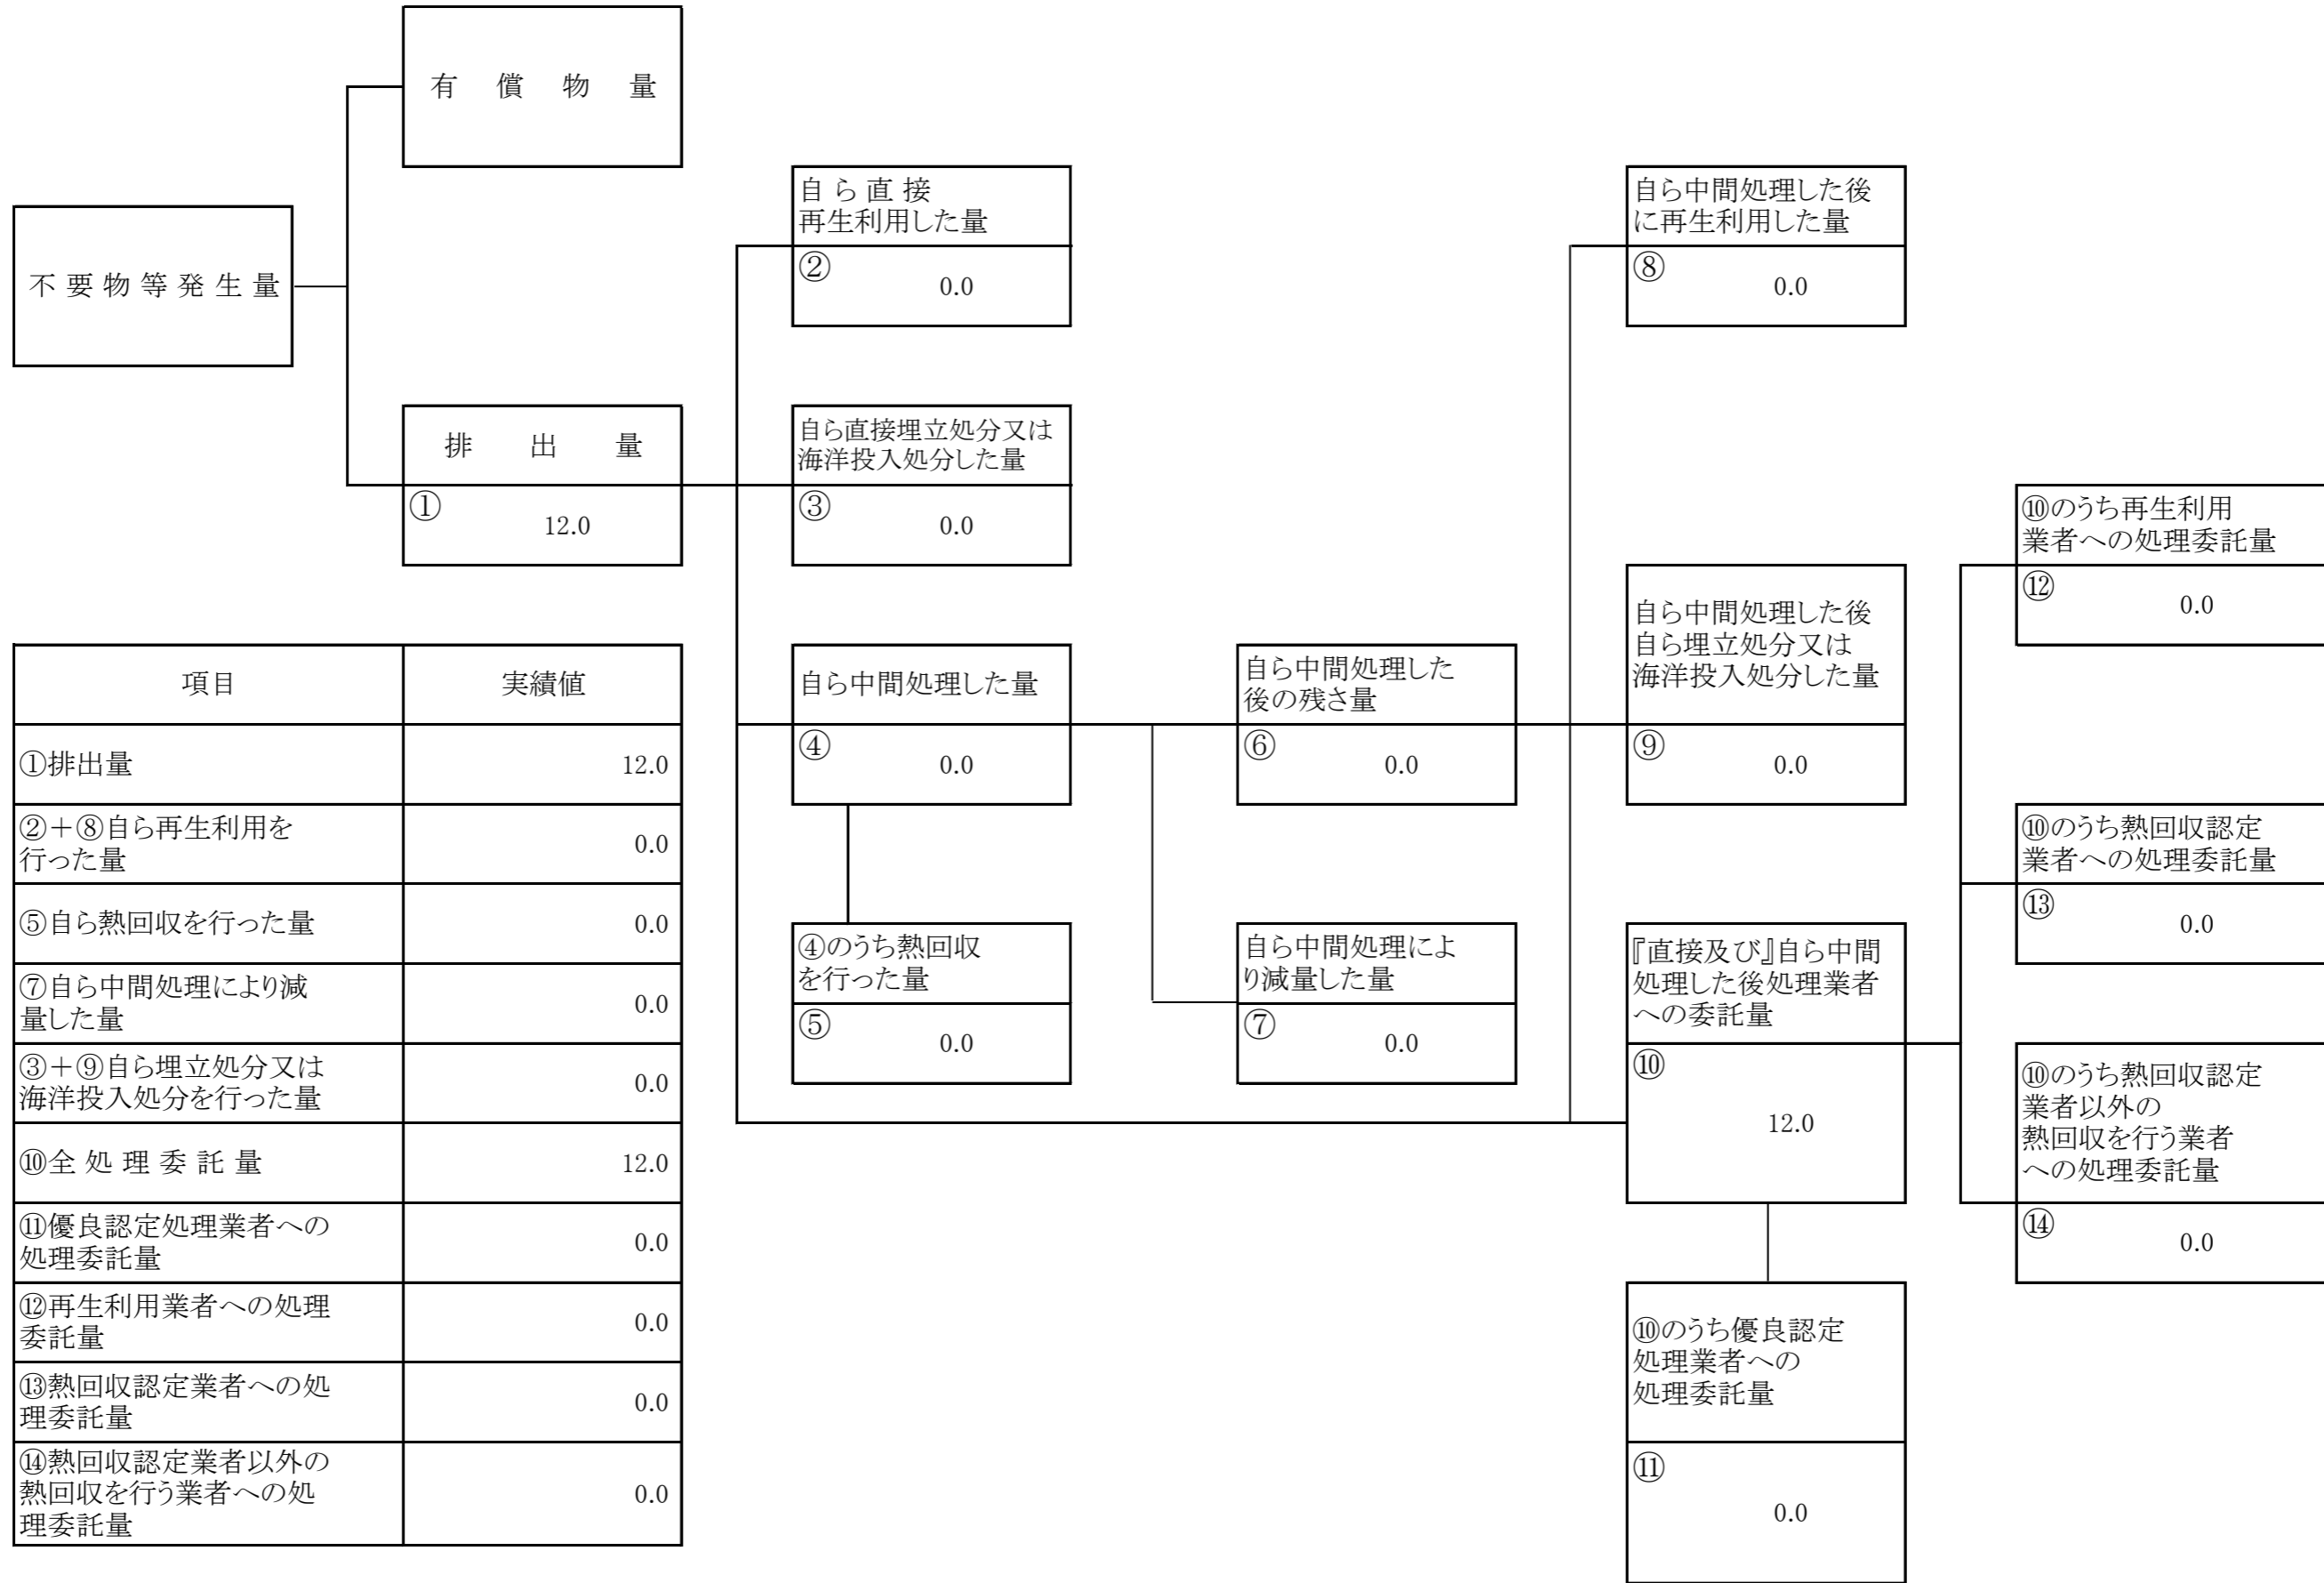 有 償 物 量
不 要 物 等 発 生 量
排 出 量
①
12.0
自 ら 直 接
再生利用した量
②
0.0
自ら直接埋立処分又は
海洋投入処分した量
③
0.0
自ら中間処理した量
④
0.0
④のうち熱回収
を行った量
⑤
0.0
自ら中間処理した
後の残さ量
⑥
0.0
自ら中間処理によ
り減量した量
⑦
0.0
自ら中間処理した後
に再生利用した量
⑧
0.0
自ら中間処理した後
自ら埋立処分又は
海洋投入処分した量
⑨
0.0
『直接及び』自ら中間
処理した後処理業者
への委託量
⑩
12.0
⑩のうち優良認定
処理業者への
処理委託量
⑪
0.0
⑩のうち再生利用
業者への処理委託量
⑫
0.0
⑩のうち熱回収認定
業者への処理委託量
⑬
0.0
⑩のうち熱回収認定
業者以外の
熱回収を行う業者
への処理委託量
⑭
0.0
項目 実績値
①排出量 12.0
②＋⑧自ら再生利用を
行った量
0.0
⑤自ら熱回収を行った量 0.0
⑦自ら中間処理により減
量した量
0.0
③＋⑨自ら埋立処分又は
海洋投入処分を行った量
0.0
⑩全 処 理 委 託 量 12.0
⑪優良認定処理業者への
処理委託量
0.0
⑫再生利用業者への処理
委託量
0.0
⑬熱回収認定業者への処
理委託量
0.0
⑭熱回収認定業者以外の
熱回収を行う業者への処
理委託量
0.0